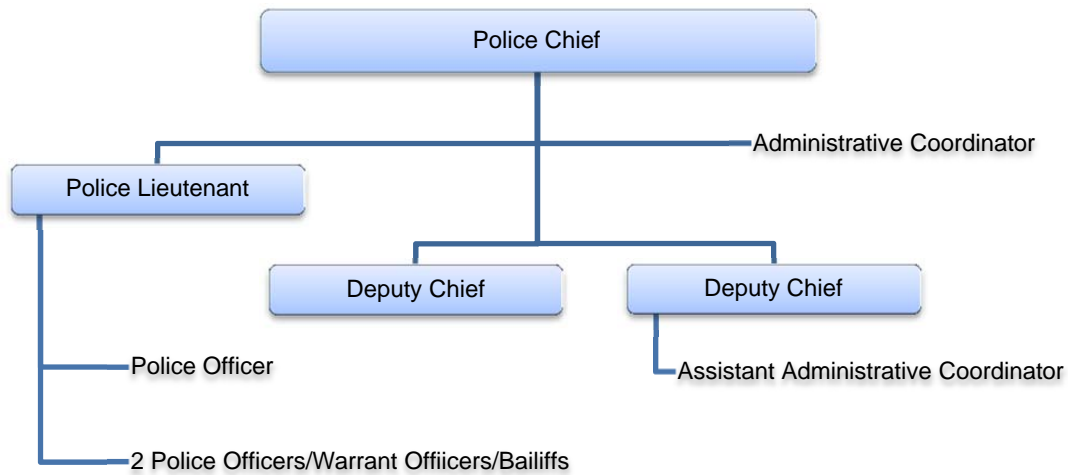 Police Chief
Administrative Coordinator
Police Lieutenant
Deputy Chief
Deputy Chief
Police Officer
Assistant Administrative Coordinator
2 Police Officers/Warrant Offiicers/Bailiffs